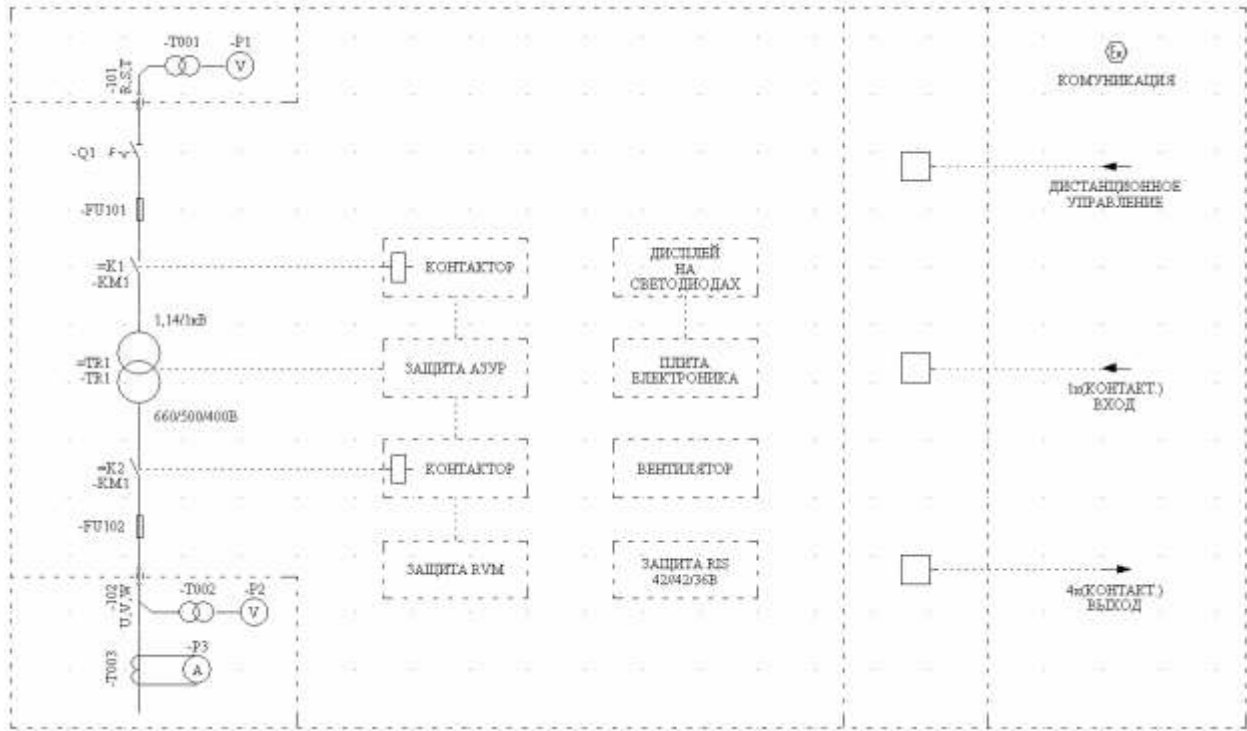 -T001
-P1
V
-101
R,S,T
Ex
КОМУНИКАЦИЯ
-Q1
ДИСТАНЦИОННОЕ
УПРАВЛЕНИЕ
-FU101
=K1
-KM1
КОНТАКТОР
ДИСПЛЕЙ
НА
СВЕТОДИОДАХ
1,14/1кВ
=TR1
-TR1
ЗАЩИТА АЗУР
ПЛИТА
ЕЛЕКТРОНИКА
1x(КОНТАКТ.)
ВХОД
660/500/400В
=K2
-KM1
КОНТАКТОР
ВЕНТИЛЯТОР
-FU102
ЗАЩИТА RVM
ЗАЩИТА RIS
42/42/36В
-102
U,V,W
-T002
-P2
V
4x(КОНТАКТ.)
ВЫХОД
-T003
-P3
A